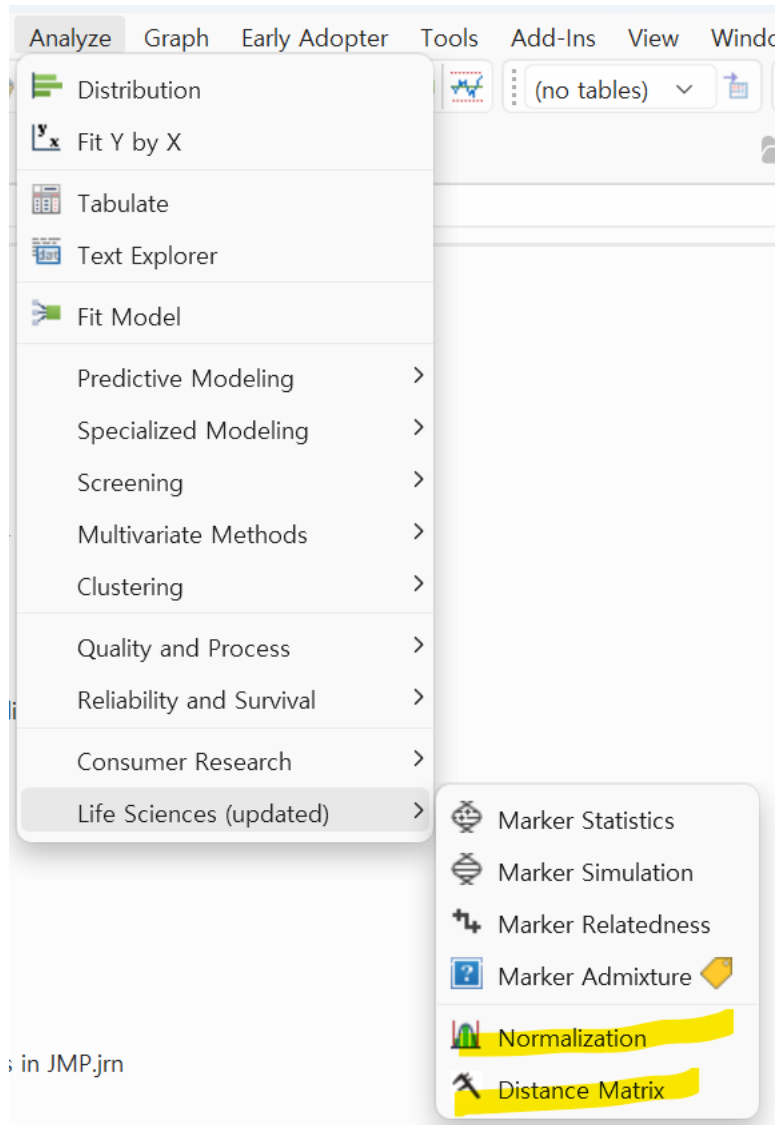 Analyze Graph Early Adopter Tools Add-Ins View
(no tables)
Distribution
Fit Y by X
Tabulate
Text Explorer
Fit Model
Predictive Modeling
Specialized Modeling
Screening
Multivariate Methods
Clustering
Quality and Process
Reliability and Survival
Consumer Research
Life Sciences (updated)
Marker Statistics
Marker Simulation
Marker Relatedness
Marker Admixture
Normalization
Distance Matrix
in JMP.jrn